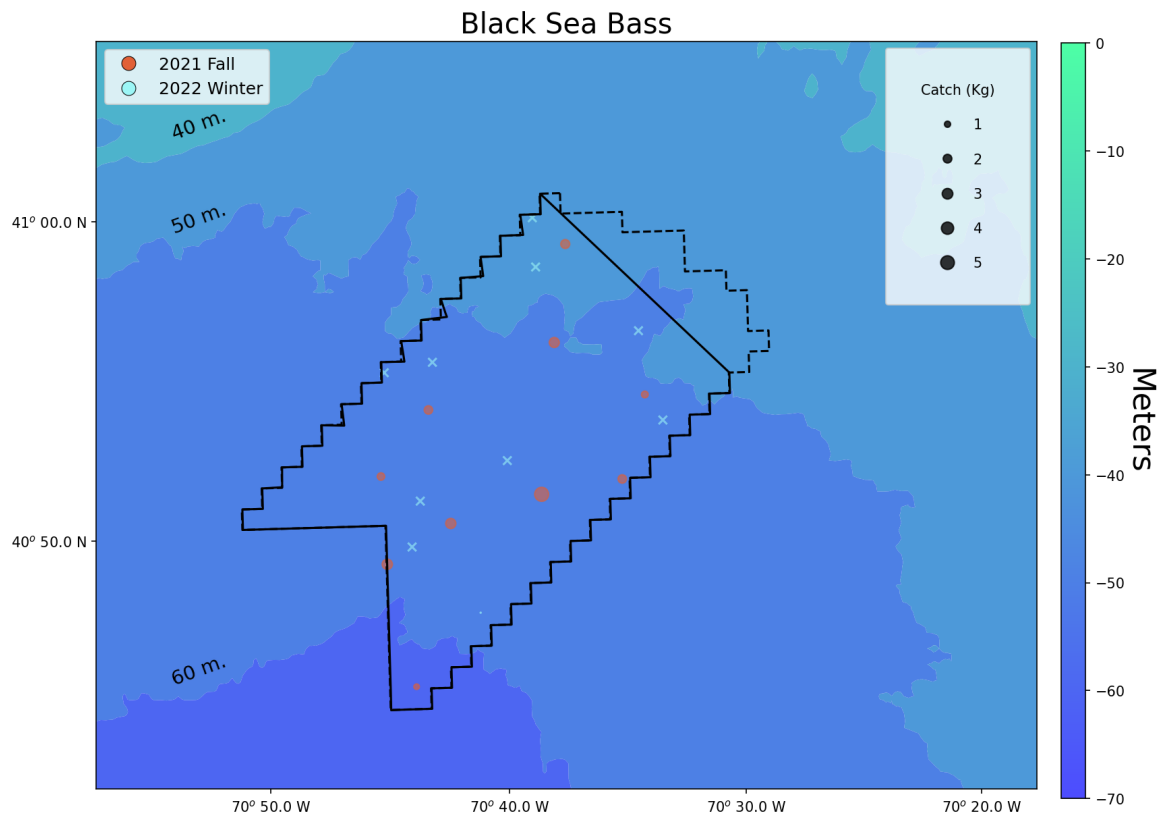 Black Sea Bass
2021 Fall
2022 Winter
Catch (Kg)
1
2
3
4
5
40 m.
50 m.
60 m.
41° 00.0 N
40° 50.0 N
70° 50.0 W
70° 40.0 W
70° 30.0 W
70° 20.0 W
0
−10
−20
−30
−40
−50
−60
−70
Meters